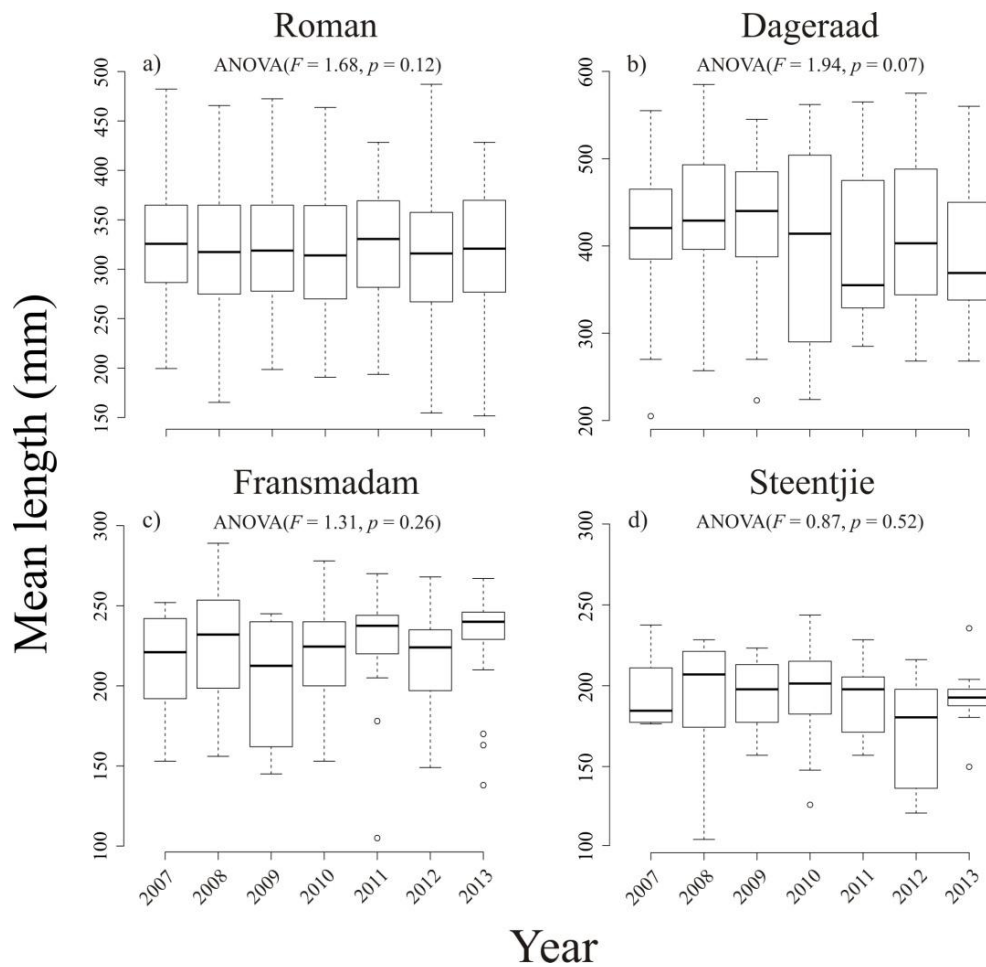 Roman
a) ANOVA(F = 1.68, p = 0.12)
500
450
400
350
300
250
200
150
Dageraad
b) ANOVA(F = 1.94, p = 0.07)
600
500
400
300
200
Mean length (mm)
Fransmadam
c) ANOVA(F = 1.31, p = 0.26)
300
250
200
150
100
2007 2008 2009 2010 2011 2012 2013
Steentjie
d) ANOVA(F = 0.87, p = 0.52)
300
250
200
150
100
2007 2008 2009 2010 2011 2012 2013
Year